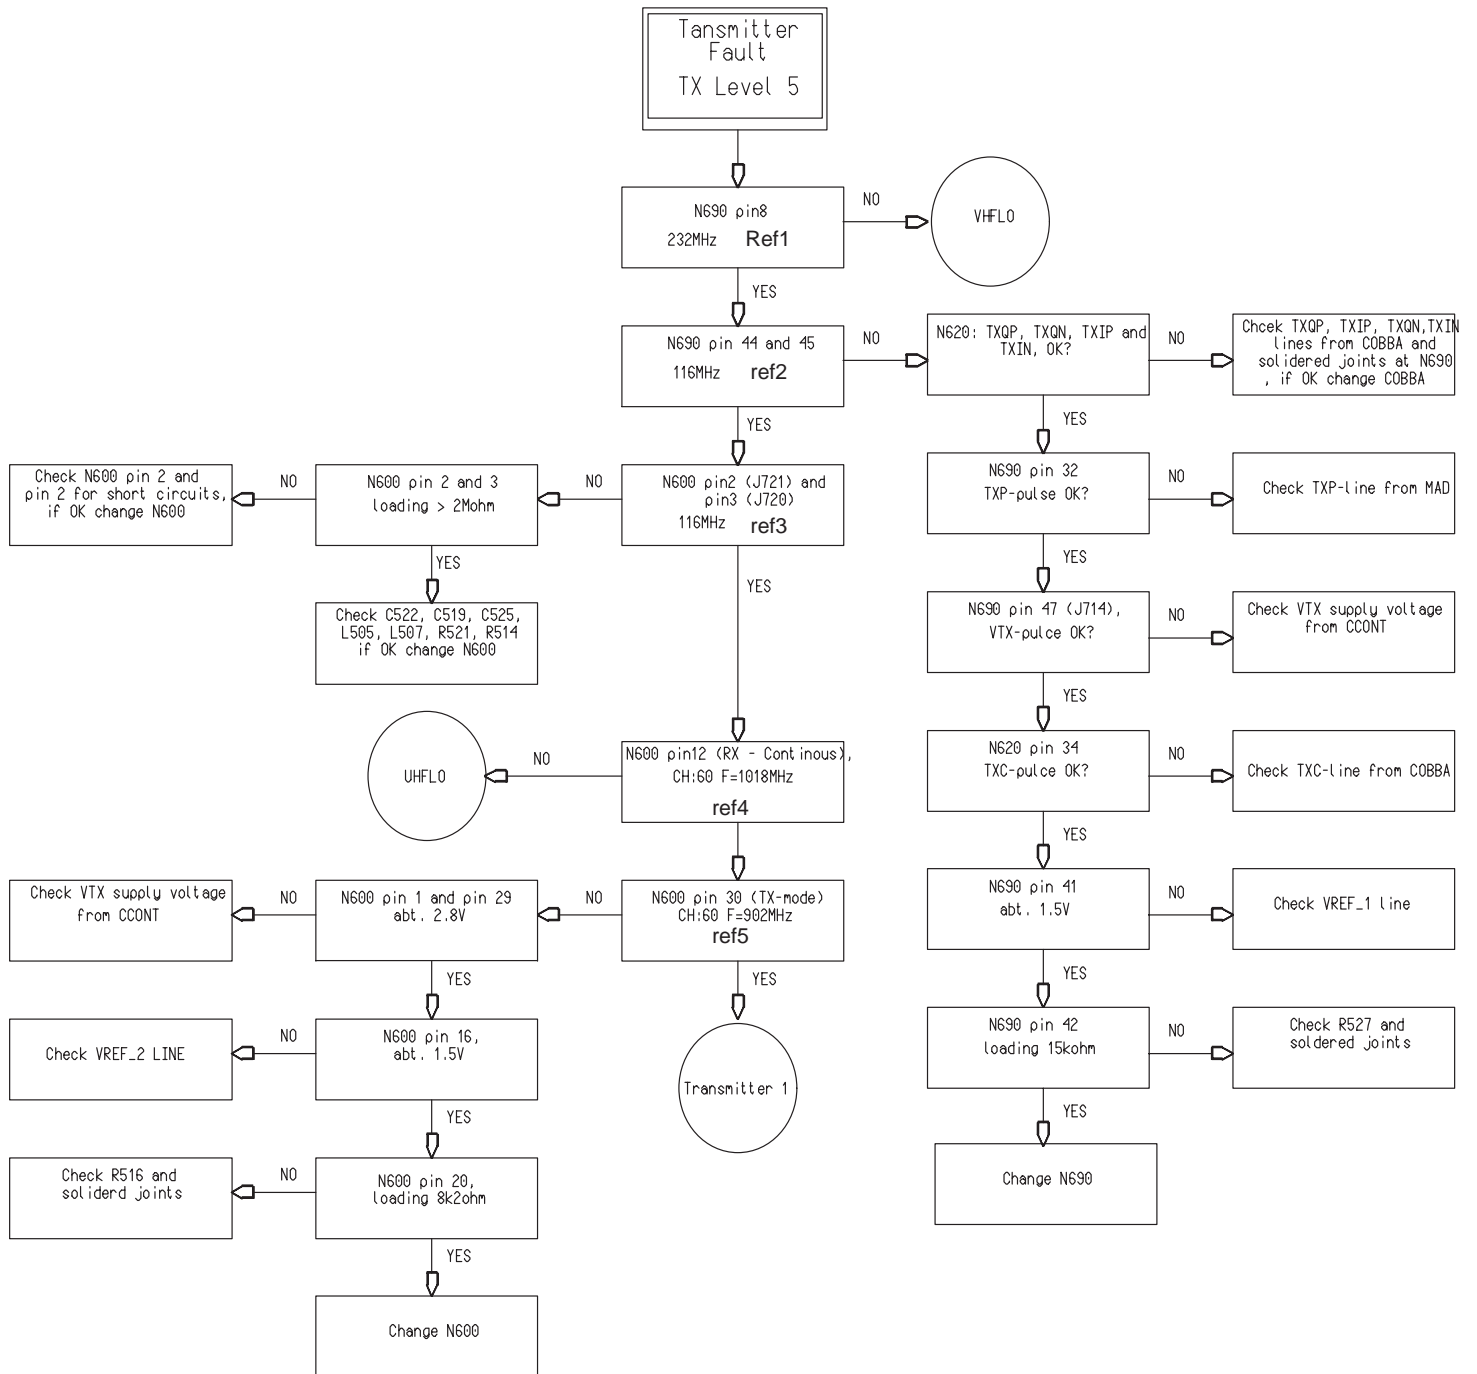 Tansmitter
Fault
TX Level 5
N690 pin8
232MHz Ref1
NO
VHFLO
YES
N690 pin 44 and 45
116MHz ref2
NO
N620: TXQP, TXQN, TXIP and
TXIN, OK?
NO
Chcek TXQP, TXIP, TXQN,TXIN
lines from COBBA and
solidered joints at N690
, if OK change COBBA
YES
YES
Check N600 pin 2 and
pin 2 for short circuits,
if OK change N600
NO
N600 pin 2 and 3
loading > 2Mohm
NO
N600 pin2 (J721) and
pin3 (J720)
116MHz ref3
N690 pin 32
TXP-pulse OK?
NO
Check TXP-line from MAD
YES
YES
YES
Check C522, C519, C525,
L505, L507, R521, R514
if OK change N600
N690 pin 47 (J714),
VTX-pulce OK?
NO
Check VTX supply voltage
from CCONT
YES
UHFLO
NO
N600 pin12 (RX - Continous),
CH:60 F=1018MHz
ref4
N620 pin 34
TXC-pulce OK?
NO
Check TXC-line from COBBA
YES
YES
Check VTX supply voltage
from CCONT
NO
N600 pin 1 and pin 29
abt. 2.8V
NO
N600 pin 30 (TX-mode)
CH:60 F=902MHz
ref5
N690 pin 41
abt. 1.5V
NO
Check VREF_1 line
YES
YES
YES
Check VREF_2 LINE
NO
N600 pin 16,
abt. 1.5V
Transmitter 1
N690 pin 42
loading 15kohm
NO
Check R527 and
soldered joints
YES
YES
Check R516 and
soliderd joints
NO
N600 pin 20,
loading 8k2ohm
Change N690
YES
Change N600